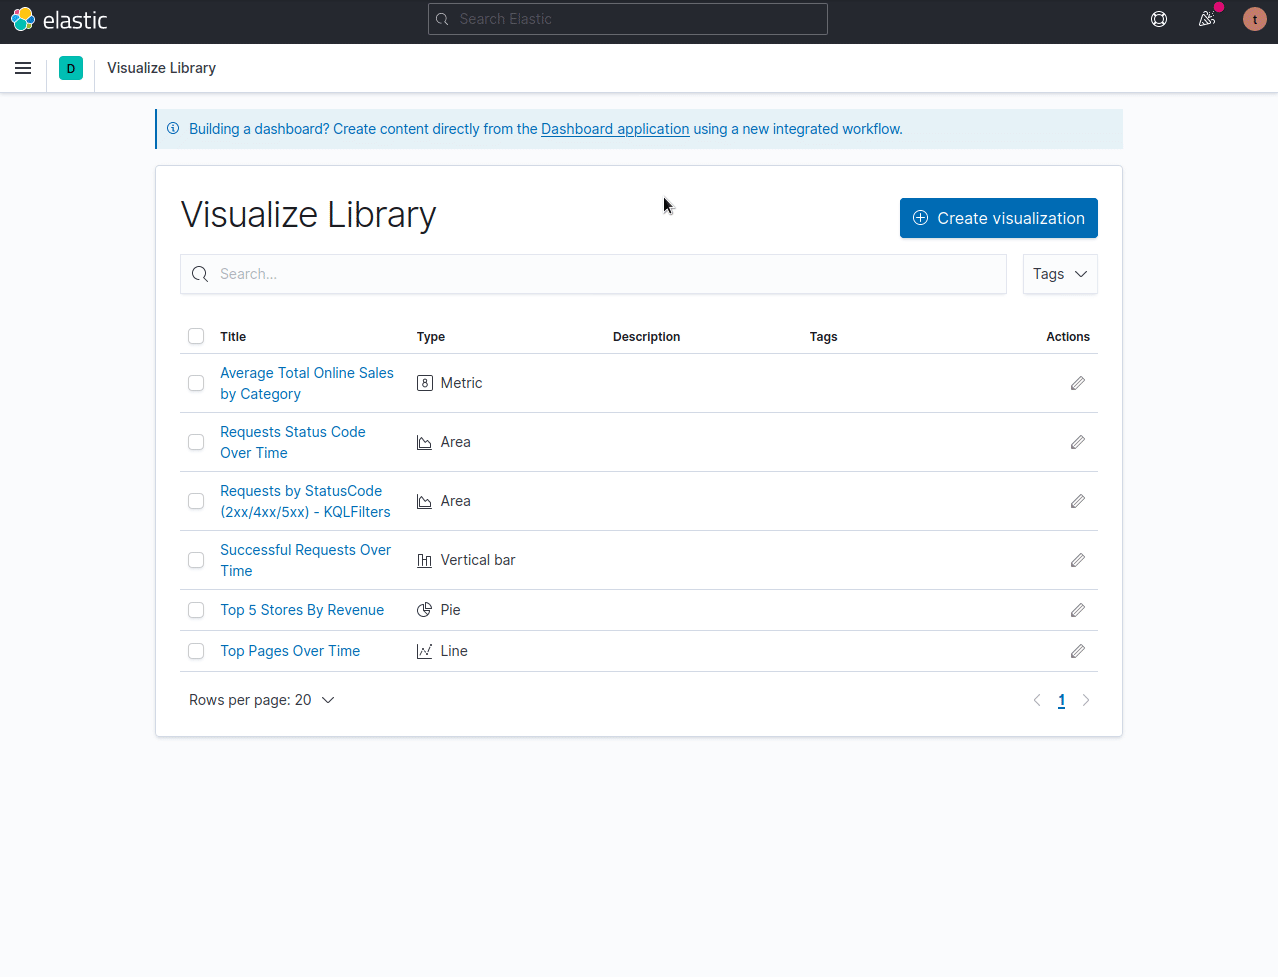 elastic
Search Elastic
t
D
Visualize Library
Building a dashboard? Create content directly from the Dashboard application using a new integrated workflow.
Visualize Library
Create visualization
Search...
Tags
Title Type Description Tags Actions
Average Total Online Sales
by Category
8 Metric
Requests Status Code
Over Time
Area
Requests by StatusCode
(2xx/4xx/5xx) - KQLFilters
Area
Successful Requests Over
Time
Vertical bar
Top 5 Stores By Revenue
Pie
Top Pages Over Time
Line
Rows per page: 20
1